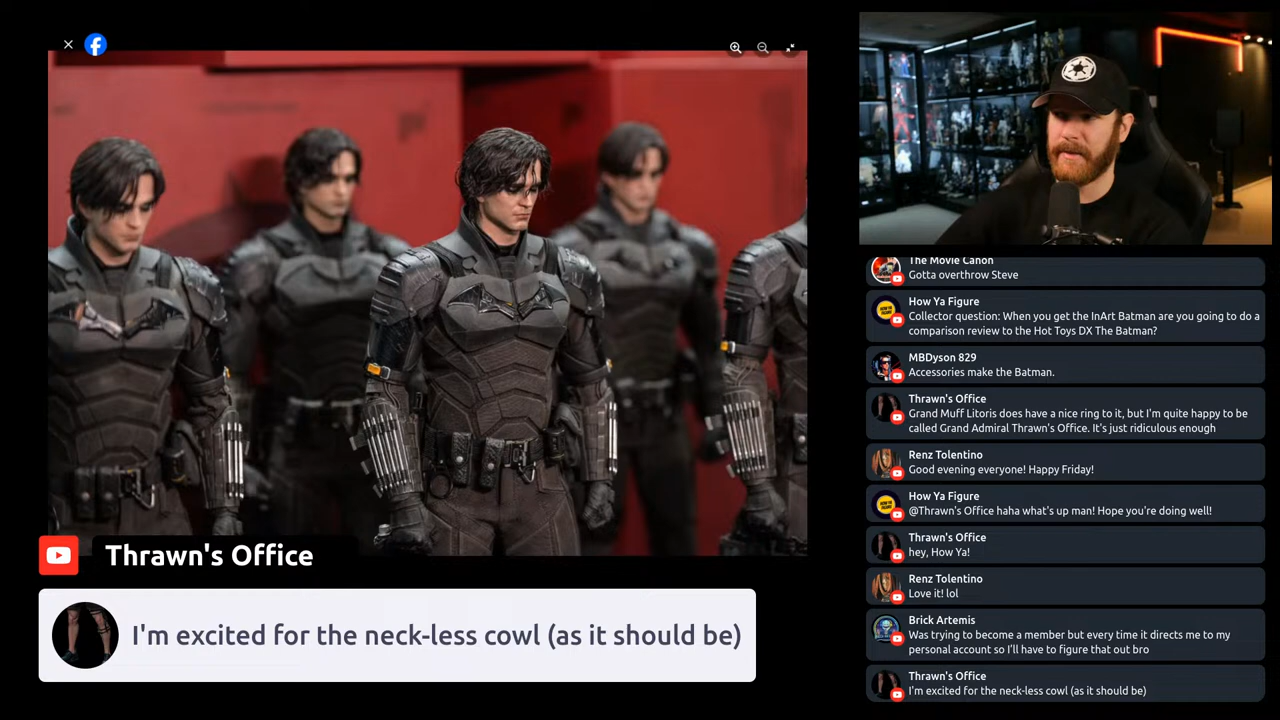 Thrawn's Office
I'm excited for the neck-less cowl (as it should be)
The Movie Canon
Gotta overthrow Steve
How Ya Figure
Collector question: When you get the InArt Batman are you going to do a
comparison review to the Hot Toys DX The Batman?
MBDyson 829
Accessories make the Batman.
Thrawn's Office
Grand Muff Litoris does have a nice ring to it, but I'm quite happy to be
called Grand Admiral Thrawn's Office. It's just ridiculous enough
Renz Tolentino
Good evening everyone! Happy Friday!
How Ya Figure
@Thrawn's Office haha what's up man! Hope you're doing well!
Thrawn's Office
hey, How Ya!
Renz Tolentino
Love it! lol
Brick Artemis
Was trying to become a member but every time it directs me to my
personal account so I'll have to figure that out bro
Thrawn's Office
I'm excited for the neck-less cowl (as it should be)